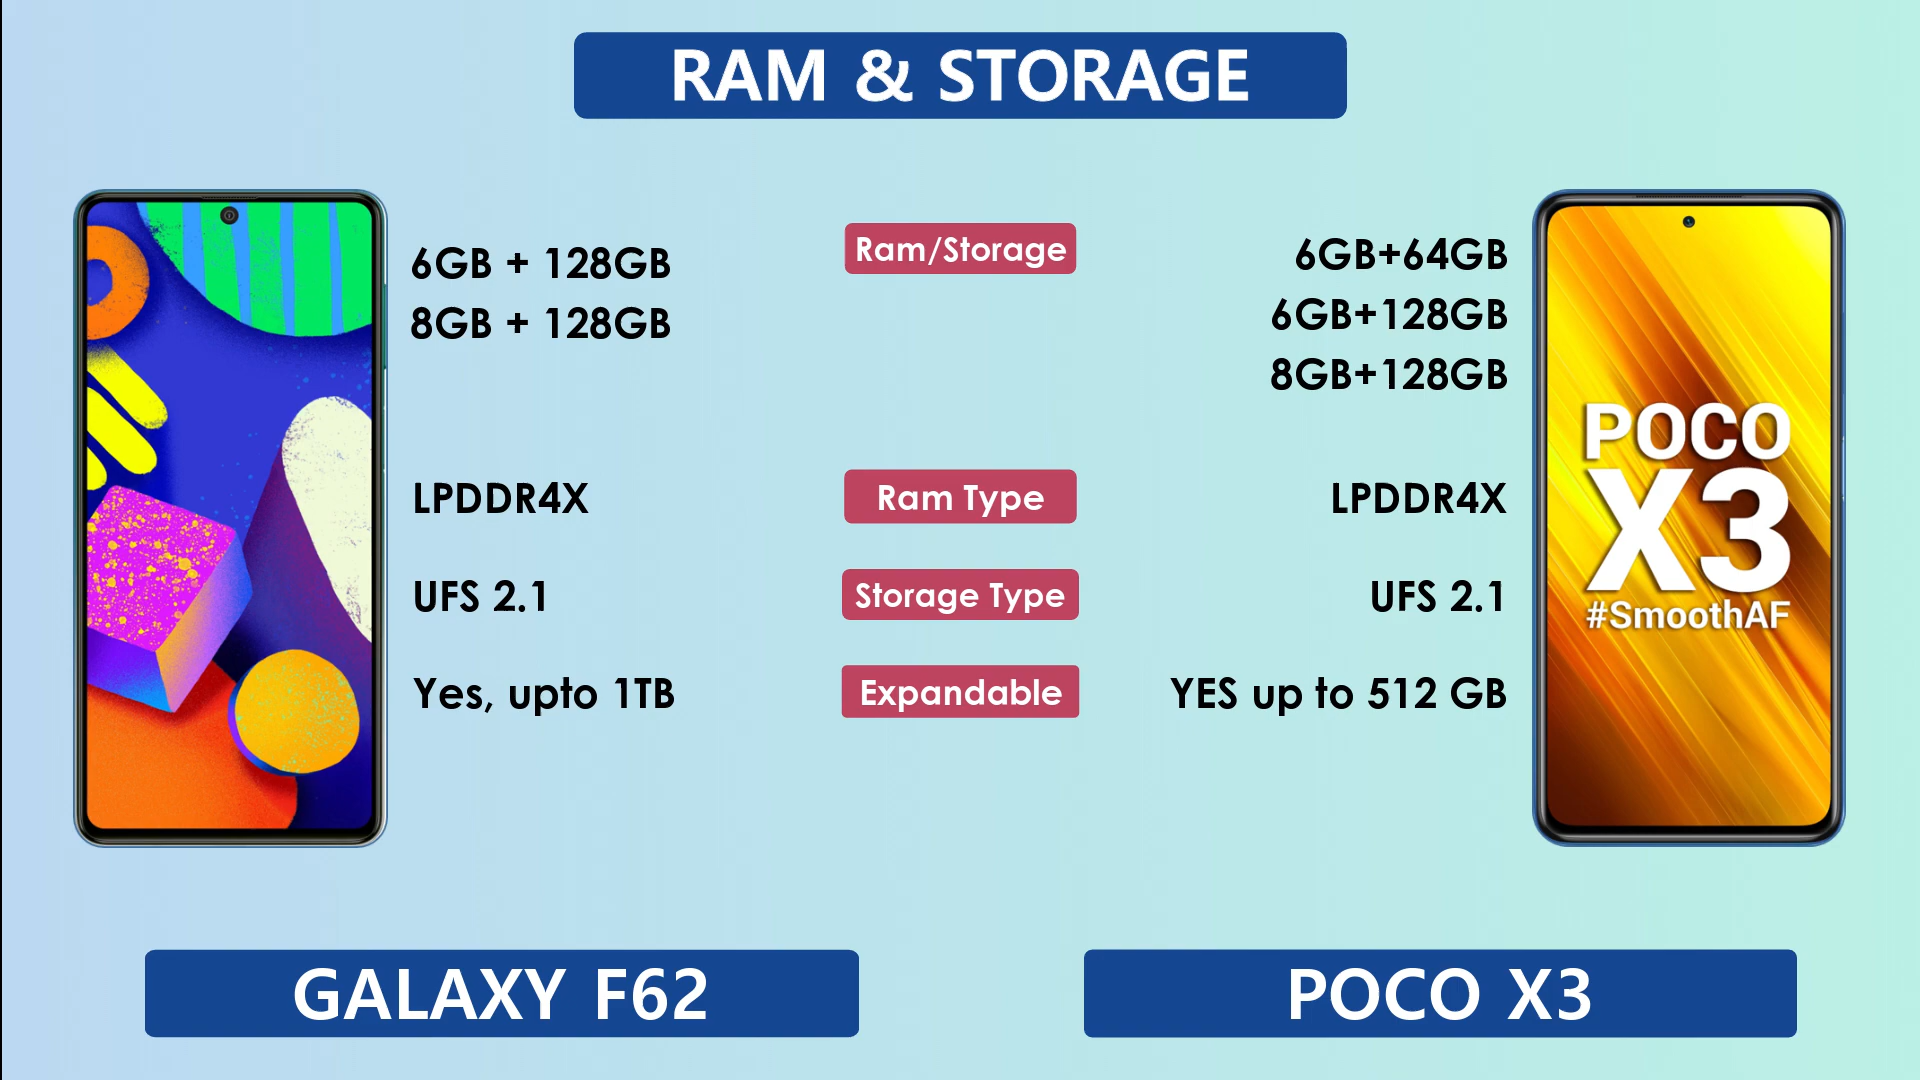 RAM & STORAGE
6GB + 128GB
8GB + 128GB
Ram/Storage
6GB+64GB
6GB+128GB
8GB+128GB
LPDDR4X
Ram Type
LPDDR4X
UFS 2.1
Storage Type
UFS 2.1
Yes, upto 1TB
Expandable
YES up to 512 GB
POCO
X3
#SmoothAF
GALAXY F62
POCO X3